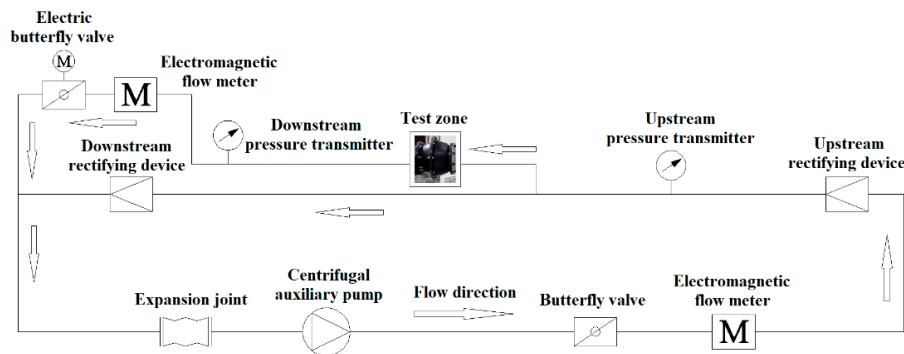 Electric
butterfly valve
M
Electromagnetic
flow meter
M
Downstream
pressure transmitter
Test zone
Upstream
pressure transmitter
Downstream
rectifying device
Upstream
rectifying device
Expansion joint
Centrifugal
auxiliary pump
Flow direction
Butterfly valve
Electromagnetic
flow meter
M